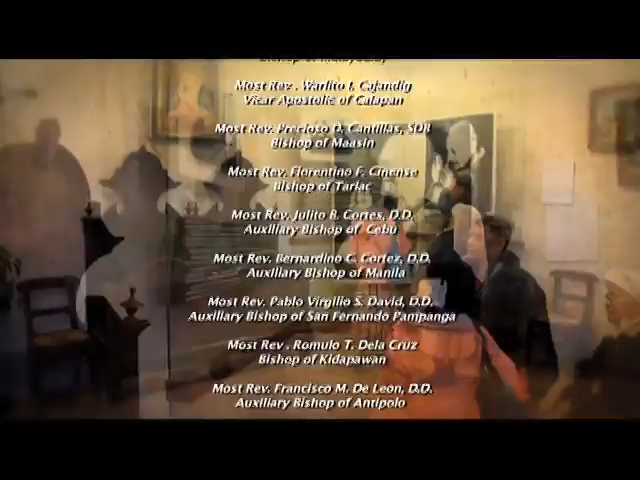 Most Rev . Warlito I. Cajandig
Vicar Apostolic of Calapan
Most Rev. Precioso D. Cantillas, SDB
Bishop of Maasin
Most Rev. Florentino F. Cinense
Bishop of Tarlac
Most Rev. Julito B. Cortes, D.D.
Auxiliary Bishop of Cebu
Most Rev. Bernardino C. Cortez, D.D.
Auxiliary Bishop of Manila
Most Rev. Pablo Virgilio S. David, D.D.
Auxiliary Bishop of San Fernando Pampanga
Most Rev . Romulo T. Dela Cruz
Bishop of Kidapawan
Most Rev. Francisco M. De Leon, D.D.
Auxiliary Bishop of Antipolo